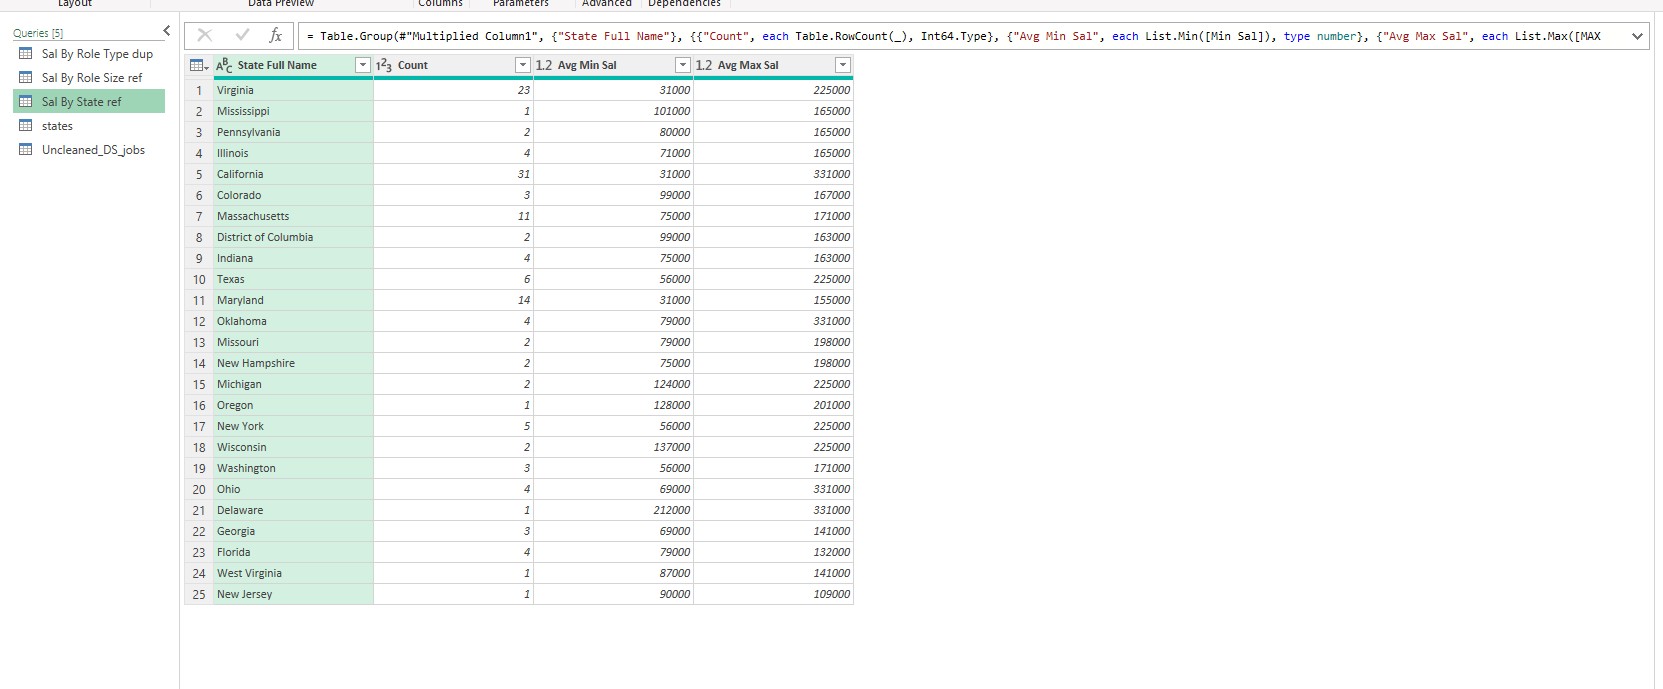 Layout Data Preview Columns Parameters Advanced Dependencies
Queries [5]
Sal By Role Type dup
Sal By Role Size ref
Sal By State ref
states
Uncleaned_DS_jobs
fx = Table.Group(#"Multiplied Column1", {"State Full Name"}, {{"Count", each Table.RowCount(_), Int64.Type}, {"Avg Min Sal", each List.Min([Min Sal]), type number}, {"Avg Max Sal", each List.Max([MAX
ABC State Full Name 123 Count 1.2 Avg Min Sal 1.2 Avg Max Sal
1 Virginia 23 31000 225000
2 Mississippi 1 101000 165000
3 Pennsylvania 2 80000 165000
4 Illinois 4 71000 165000
5 California 31 31000 331000
6 Colorado 3 99000 167000
7 Massachusetts 11 75000 171000
8 District of Columbia 2 99000 163000
9 Indiana 4 75000 163000
10 Texas 6 56000 225000
11 Maryland 14 31000 155000
12 Oklahoma 4 79000 331000
13 Missouri 2 79000 198000
14 New Hampshire 2 75000 198000
15 Michigan 2 124000 225000
16 Oregon 1 128000 201000
17 New York 5 56000 225000
18 Wisconsin 2 137000 225000
19 Washington 3 56000 171000
20 Ohio 4 69000 331000
21 Delaware 1 212000 331000
22 Georgia 3 69000 141000
23 Florida 4 79000 132000
24 West Virginia 1 87000 141000
25 New Jersey 1 90000 109000